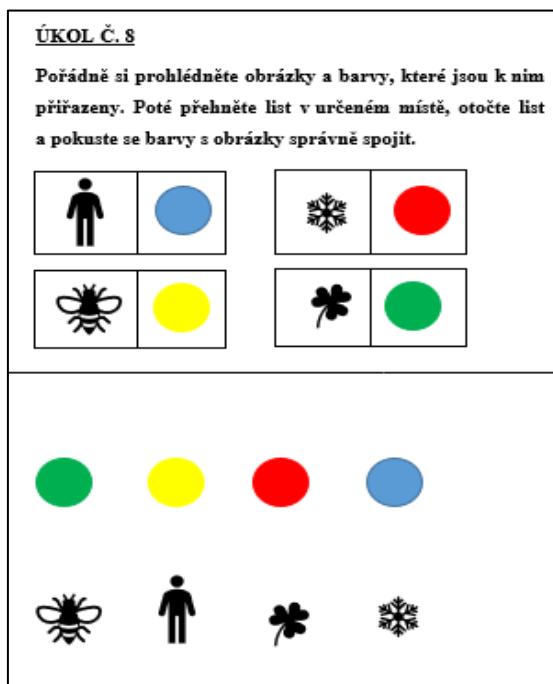 ÚKOL Č. 8
Pořádně si prohlédněte obrázky a barvy, které jsou k nim
přiřazeny. Poté přehněte list v určeném místě, otočte list
a pokuste se barvy s obrázky správně spojit.